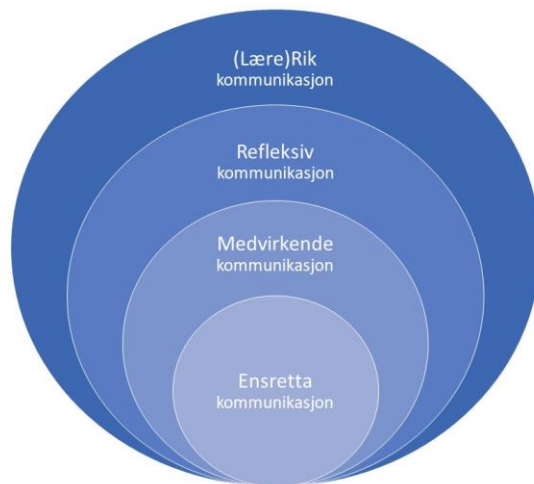 (Lære)Rik
kommunikasjon
Refleksiv
kommunikasjon
Medvirkende
kommunikasjon
Ensretta
kommunikasjon